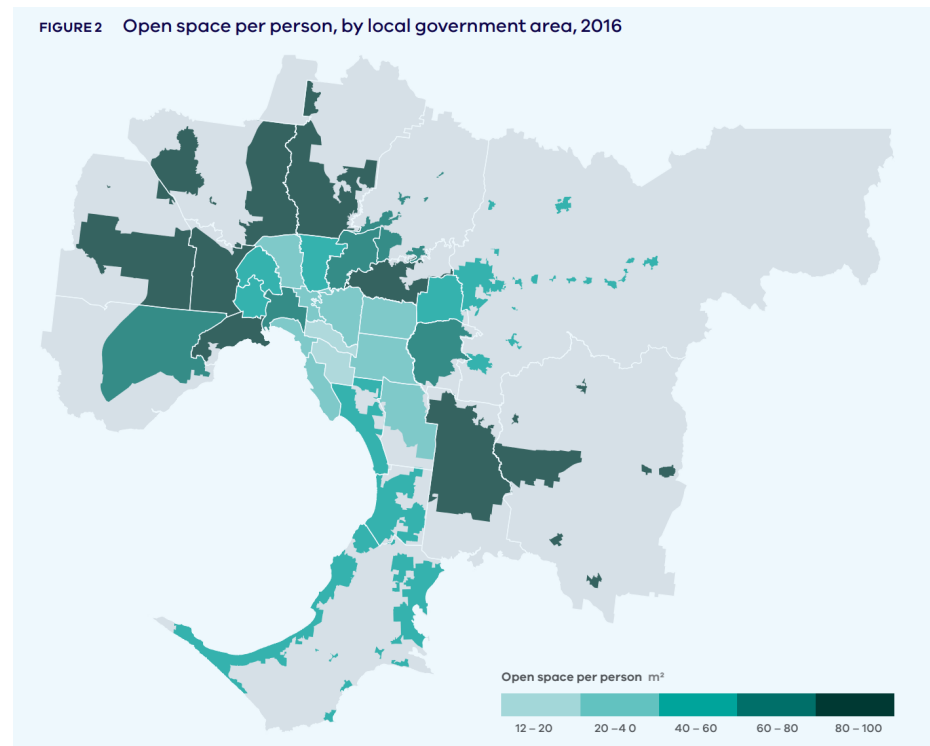 FIGURE 2 Open space per person, by local government area, 2016
Open space per person m²
12 – 20 20 –4 0 40 – 60 60 – 80 80 – 100